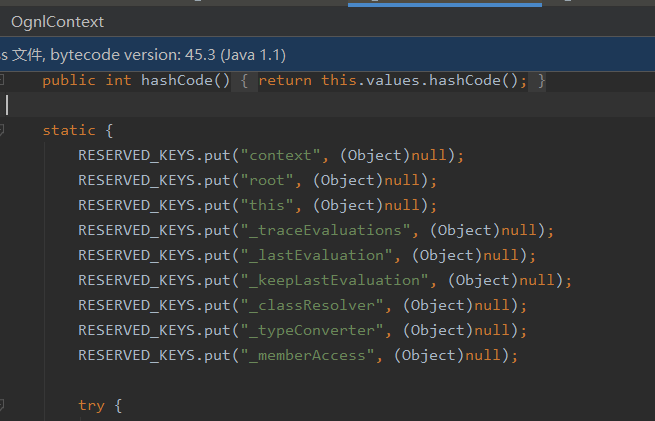 OgnlContext
ss 文件, bytecode version: 45.3 (Java 1.1)
public int hashCode() { return this.values.hashCode(); }
static {
RESERVED_KEYS.put("context", (Object)null);
RESERVED_KEYS.put("root", (Object)null);
RESERVED_KEYS.put("this", (Object)null);
RESERVED_KEYS.put("_traceEvaluations", (Object)null);
RESERVED_KEYS.put("_lastEvaluation", (Object)null);
RESERVED_KEYS.put("_keepLastEvaluation", (Object)null);
RESERVED_KEYS.put("_classResolver", (Object)null);
RESERVED_KEYS.put("_typeConverter", (Object)null);
RESERVED_KEYS.put("_memberAccess", (Object)null);
try {